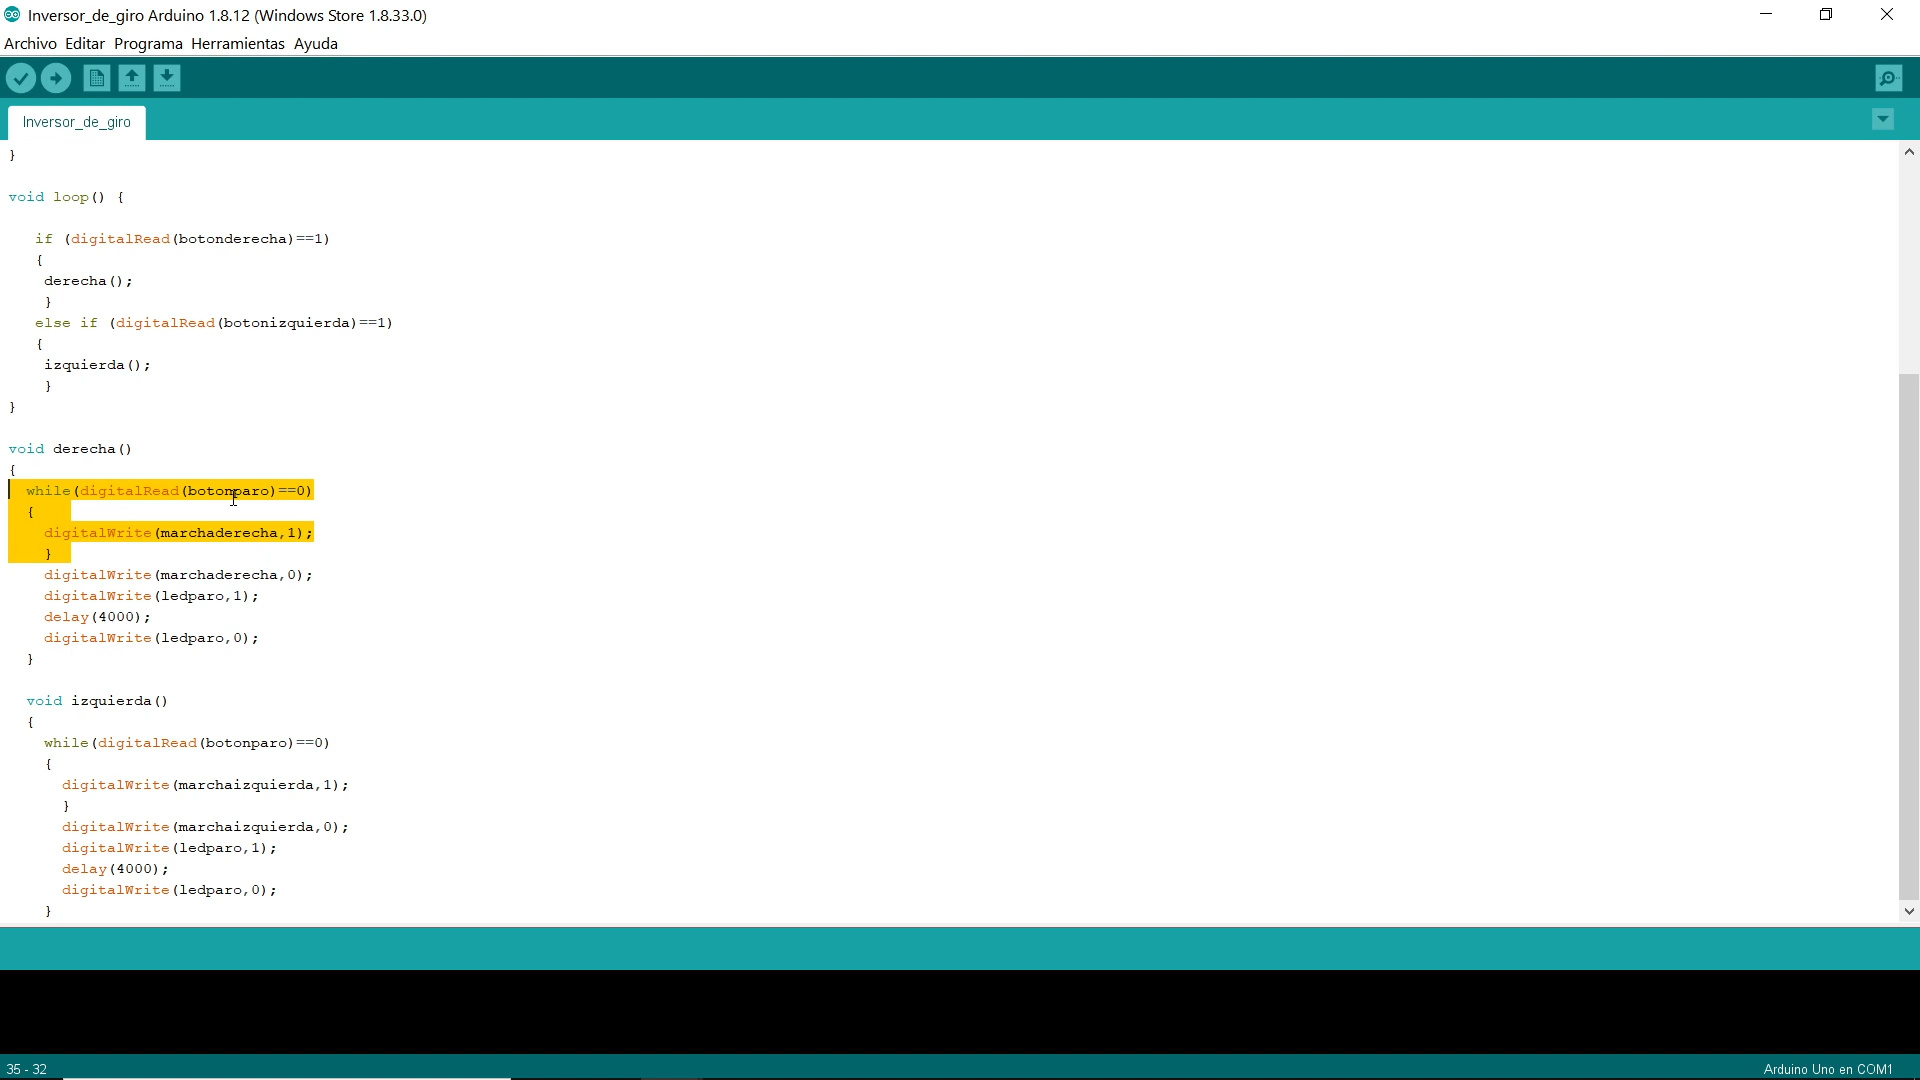 Inversor_de_giro Arduino 1.8.12 (Windows Store 1.8.33.0)
Archivo Editar Programa Herramientas Ayuda
Inversor_de_giro
}
void loop() {
if (digitalRead(botonderecha)==1)
{
derecha();
}
else if (digitalRead(botonizquierda)==1)
{
izquierda();
}
}
void derecha()
{
while(digitalRead(botonparo)==0)
{
digitalWrite(marchaderecha,1);
}
digitalWrite(marchaderecha,0);
digitalWrite(ledparo,1);
delay(4000);
digitalWrite(ledparo,0);
}
void izquierda()
{
while(digitalRead(botonparo)==0)
{
digitalWrite(marchaizquierda,1);
}
digitalWrite(marchaizquierda,0);
digitalWrite(ledparo,1);
delay(4000);
digitalWrite(ledparo,0);
}
35 - 32
Arduino Uno en COM1